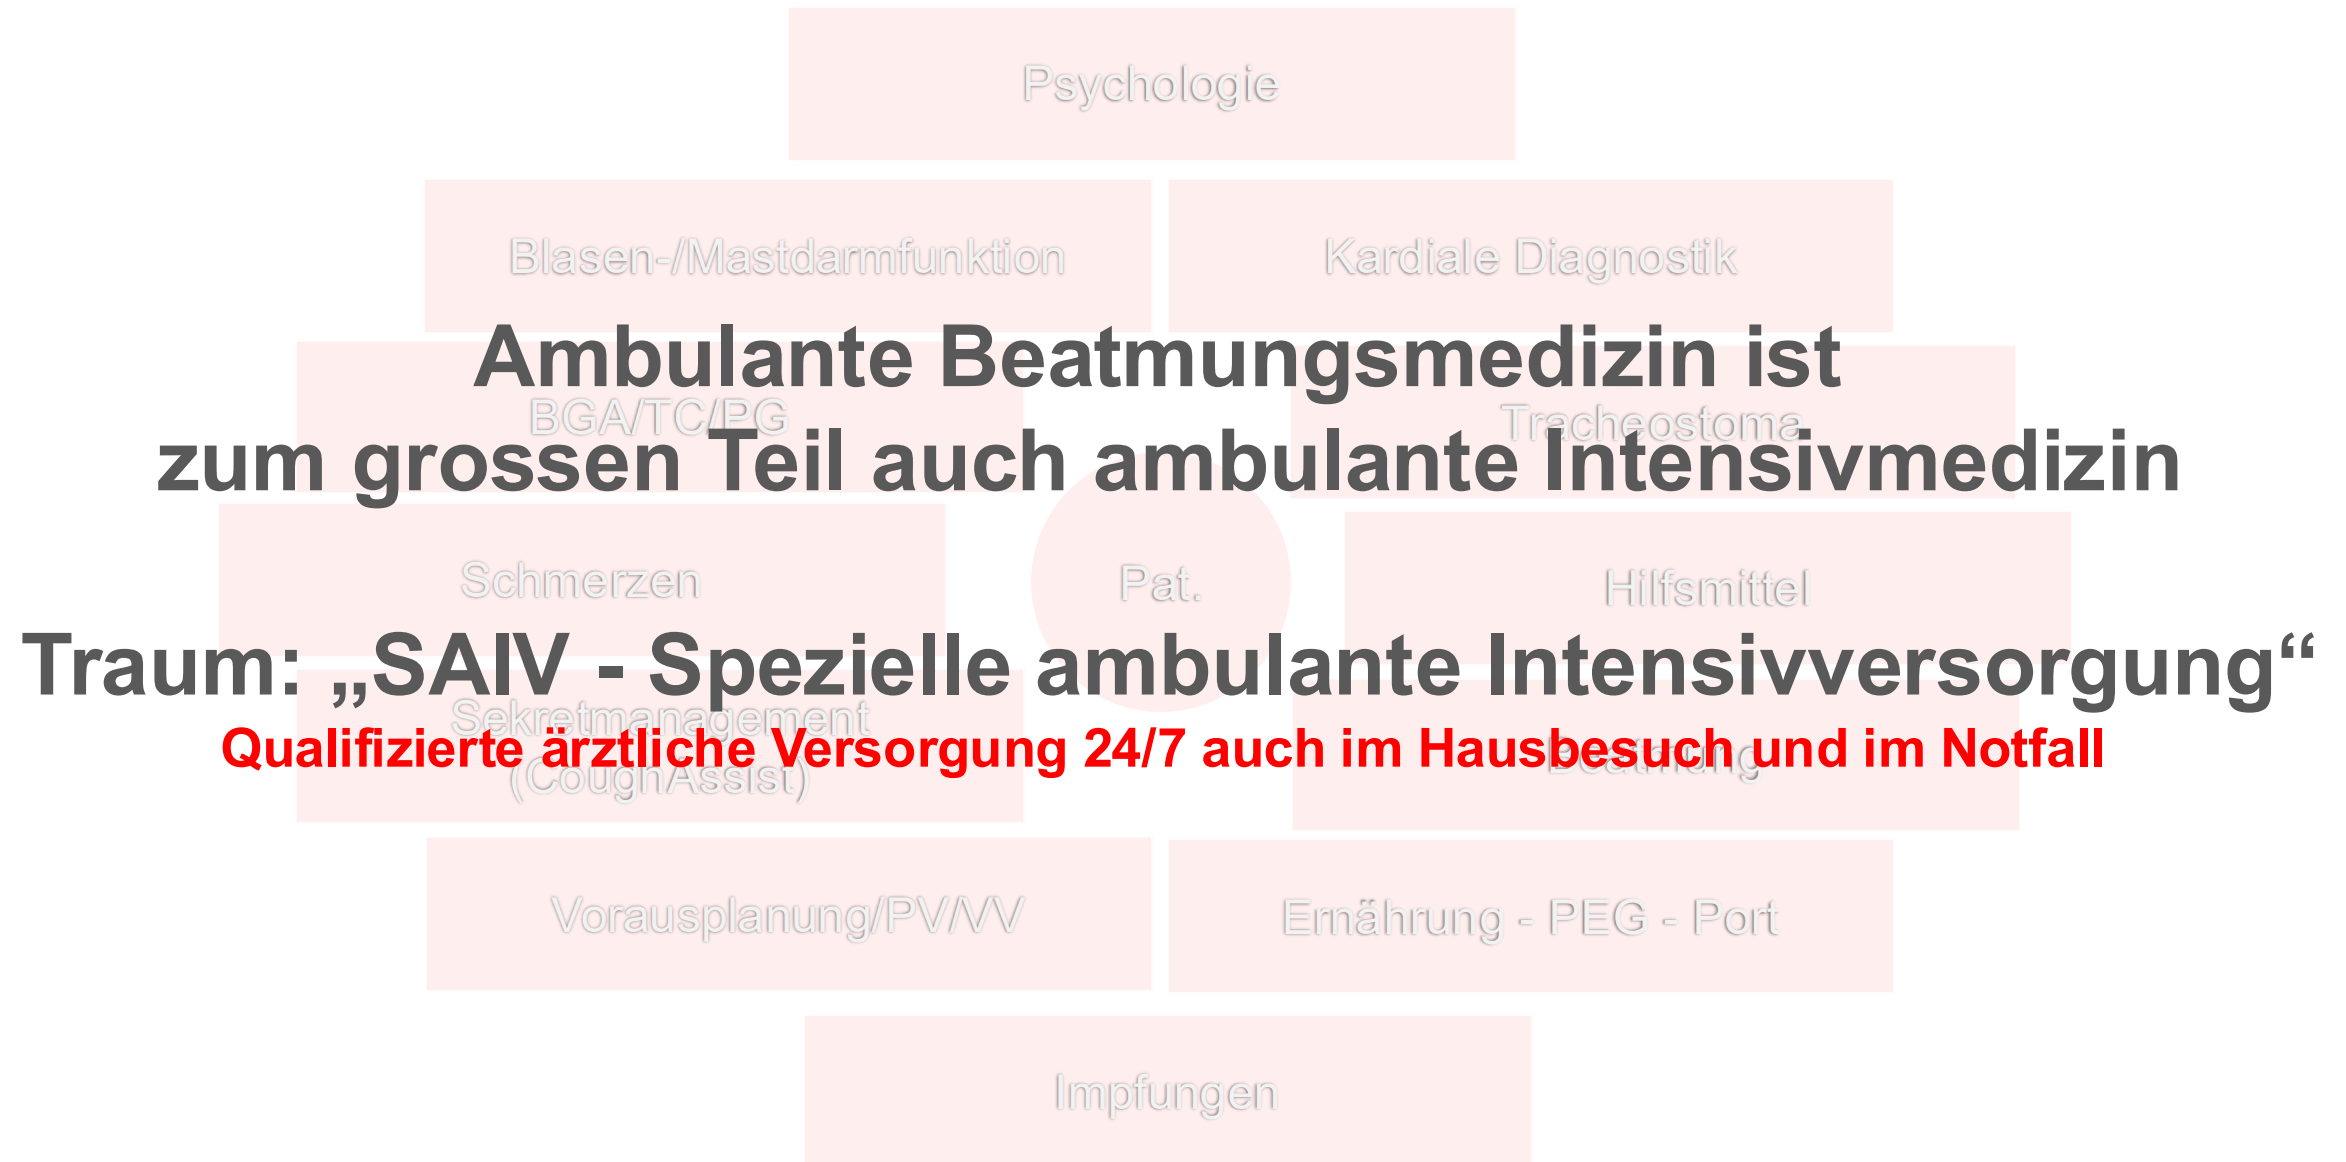 Psychologie
Blasen-/Mastdarmfunktion
Kardiale Diagnostik
Ambulante Beatmungsmedizin ist
BGA/TC/PG
Tracheostoma
zum grossen Teil auch ambulante Intensivmedizin
Schmerzen
Pat.
Hilfsmittel
Traum: „SAIV - Spezielle ambulante Intensivversorgung“
Sekretmanagement
(CoughAssist)
Qualifizierte ärztliche Versorgung 24/7 auch im Hausbesuch und im Notfall
Beatmung
Vorausplanung/PV/VV
Ernährung - PEG - Port
Impfungen